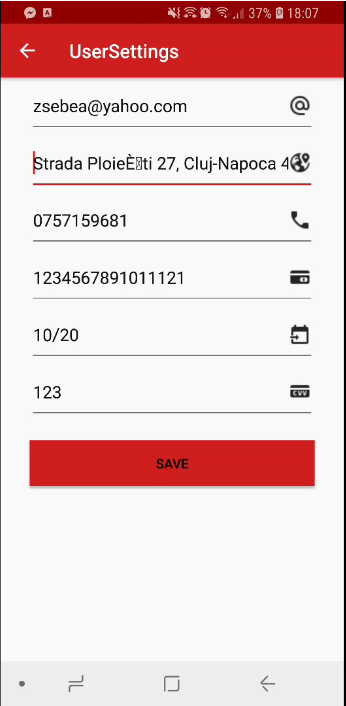 37% 18:07
UserSettings
zsebea@yahoo.com
Strada PloieÈti 27, Cluj-Napoca 4
0757159681
1234567891011121
10/20
123
CVV
SAVE